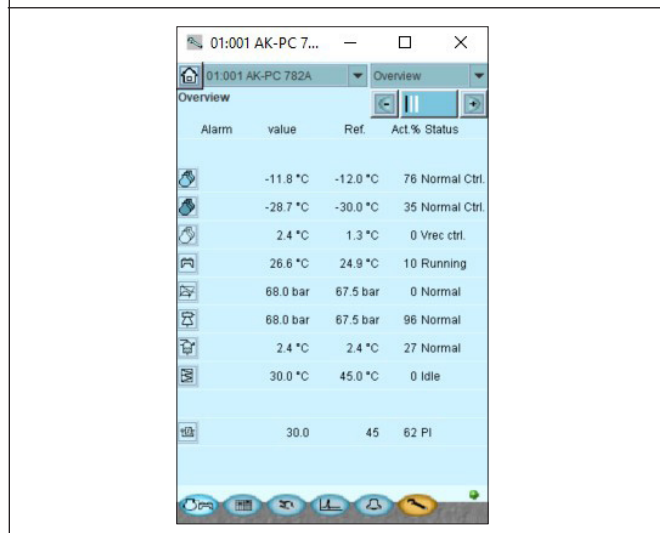 01:001 AK-PC 7...
01:001 AK-PC 782A Overview
Overview
Alarm value Ref. Act.% Status
-11.8 °C -12.0 °C 76 Normal Ctrl.
-28.7 °C -30.0 °C 35 Normal Ctrl.
2.4 °C 1.3 °C 0 Vrec ctrl.
26.6 °C 24.9 °C 10 Running
68.0 bar 67.5 bar 0 Normal
68.0 bar 67.5 bar 96 Normal
2.4 °C 2.4 °C 27 Normal
30.0 °C 45.0 °C 0 Idle
30.0 45 62 PI